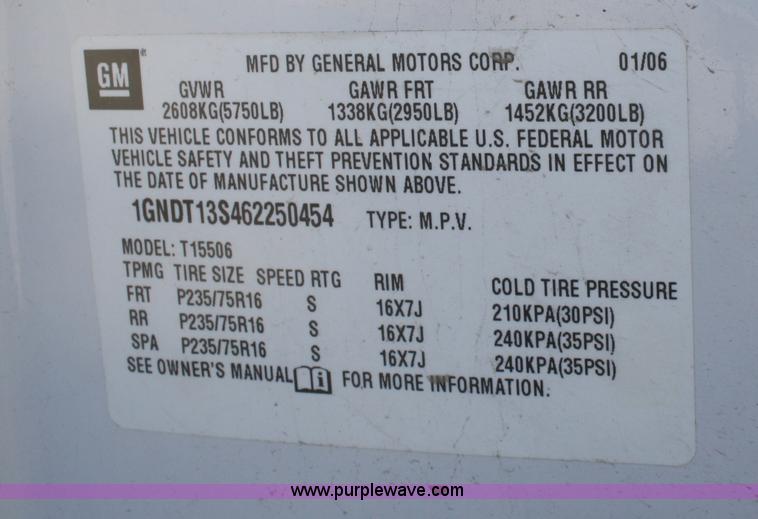 GM
MFD BY GENERAL MOTORS CORP. 01/06
GVWR GAWR FRT GAWR RR
2608KG(5750LB) 1338KG(2950LB) 1452KG(3200LB)
THIS VEHICLE CONFORMS TO ALL APPLICABLE U.S. FEDERAL MOTOR
VEHICLE SAFETY AND THEFT PREVENTION STANDARDS IN EFFECT ON
THE DATE OF MANUFACTURE SHOWN ABOVE.
1GNDT13S462250454 TYPE: M.P.V.
MODEL: T15506
TPMG TIRE SIZE SPEED RTG RIM COLD TIRE PRESSURE
FRT P235/75R16 S 16X7J 210KPA(30PSI)
RR P235/75R16 S 16X7J 240KPA(35PSI)
SPA P235/75R16 S 16X7J 240KPA(35PSI)
SEE OWNER'S MANUAL i FOR MORE INFORMATION.
www.purplewave.com